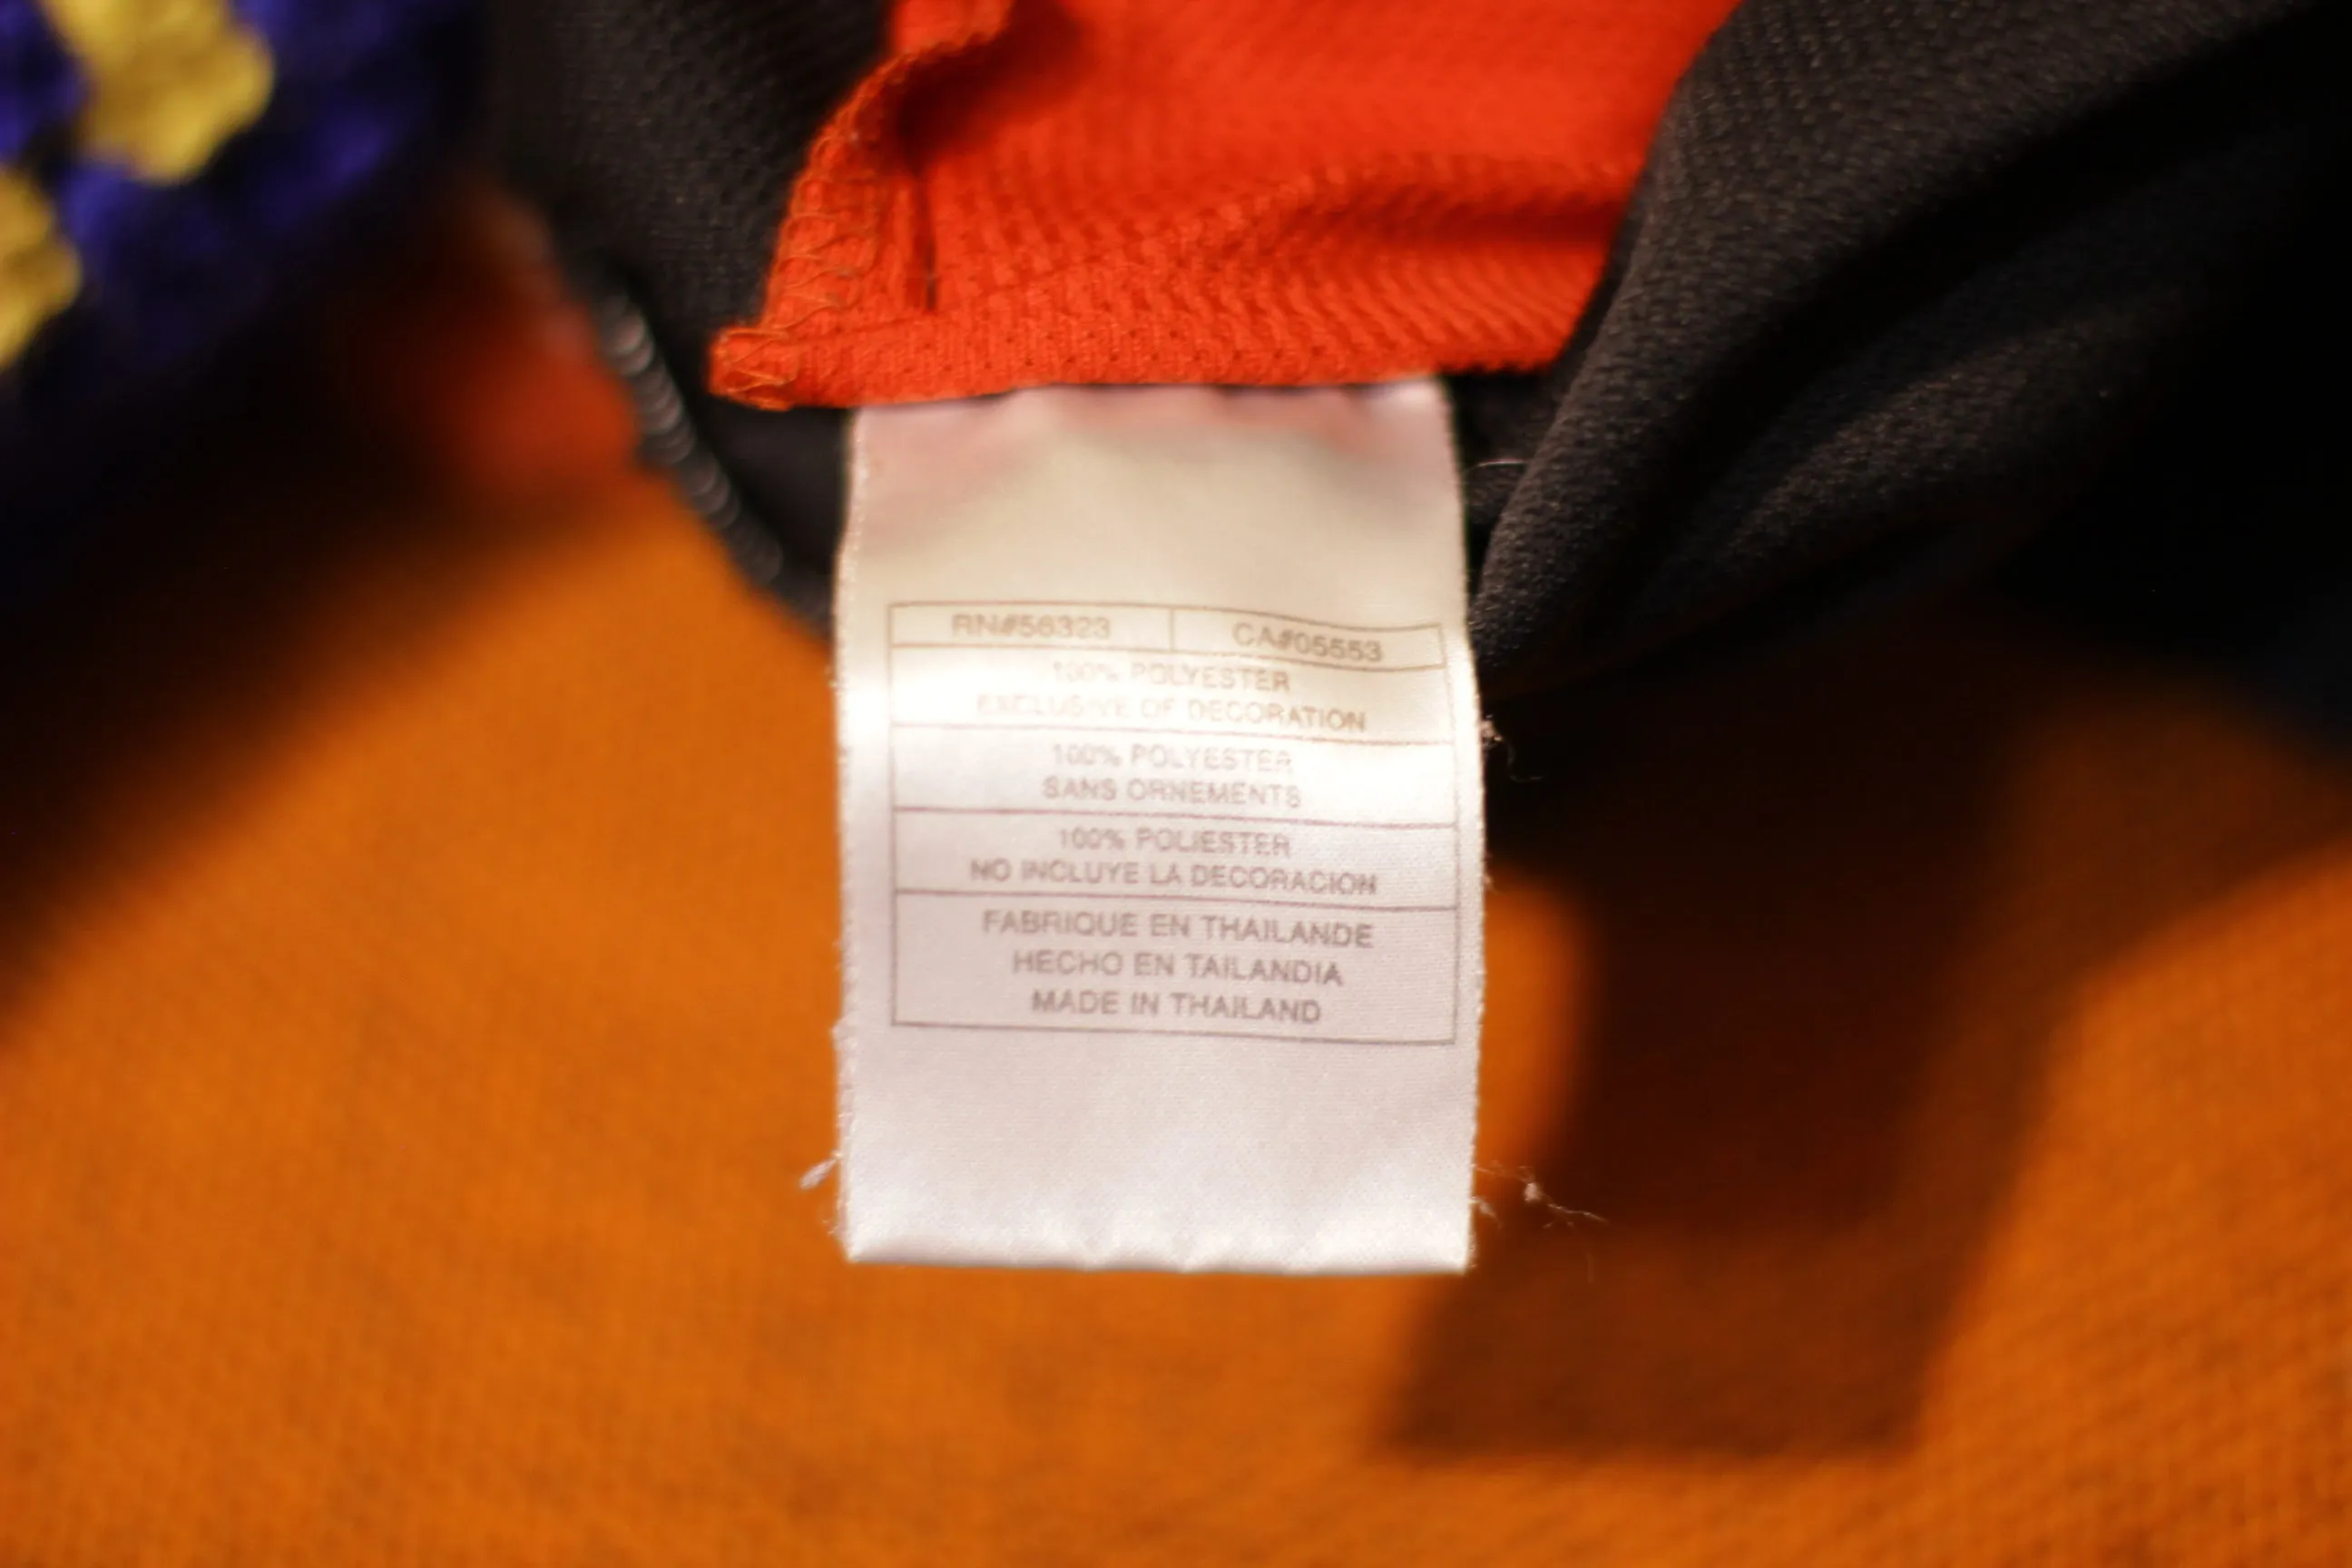 RN#56323 CA#05553
100% POLYESTER
EXCLUSIVE OF DECORATION
100% POLYESTER
SANS ORNEMENTS
100% POLIESTER
NO INCLUYE LA DECORACION
FABRIQUE EN THAILANDE
HECHO EN TAILANDIA
MADE IN THAILAND